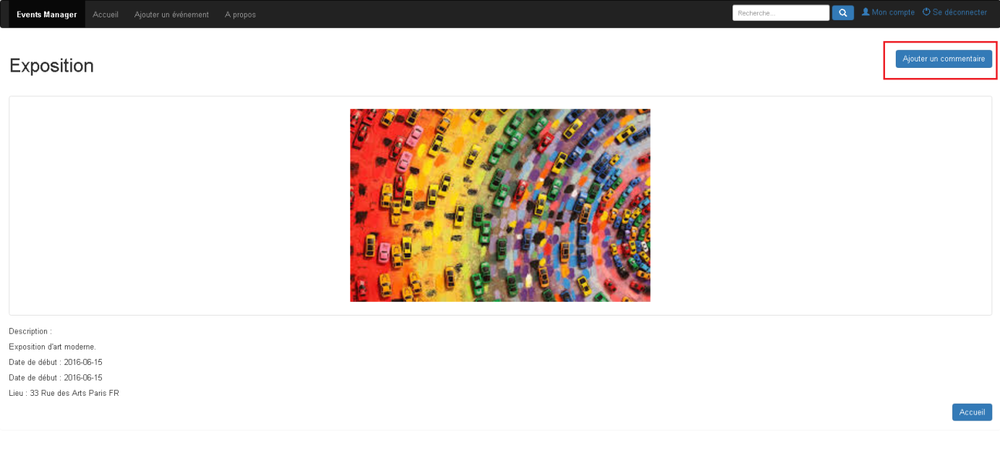 Events Manager Accueil Ajouter un événement A propos Recherche... Mon compte Se déconnecter
Exposition
Ajouter un commentaire
Description :
Exposition d'art moderne.
Date de début : 2016-06-15
Date de début : 2016-06-15
Lieu : 33 Rue des Arts Paris FR
Accueil